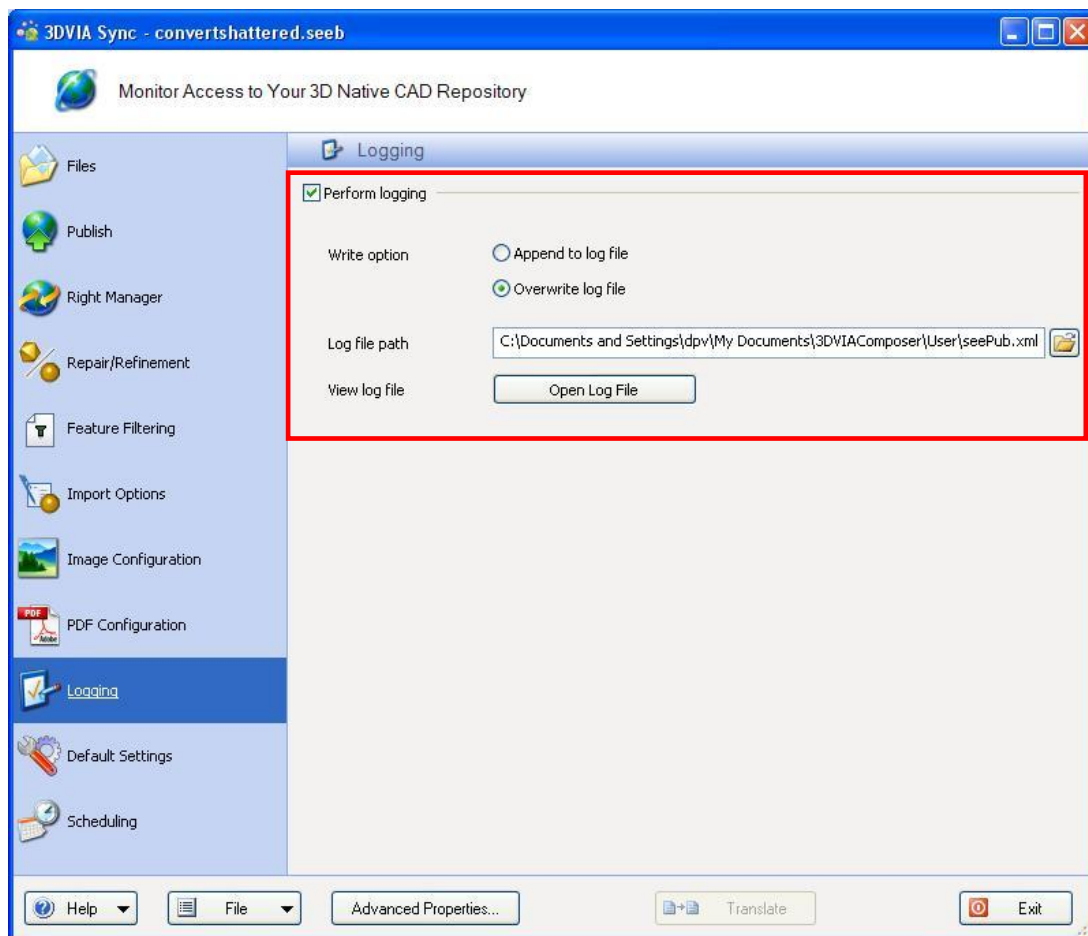 3DVIA Sync - convertshattered.seeb
Monitor Access to Your 3D Native CAD Repository
Files
Publish
Right Manager
Repair/Refinement
Feature Filtering
Import Options
Image Configuration
PDF
Adobe
PDF Configuration
Logging
Default Settings
Scheduling
Logging
Perform logging
Write option
Append to log file
Overwrite log file
Log file path
C:\Documents and Settings\dpv\My Documents\3DVIAComposer\User\seePub.xml
View log file
Open Log File
Help
File
Advanced Properties...
Translate
Exit